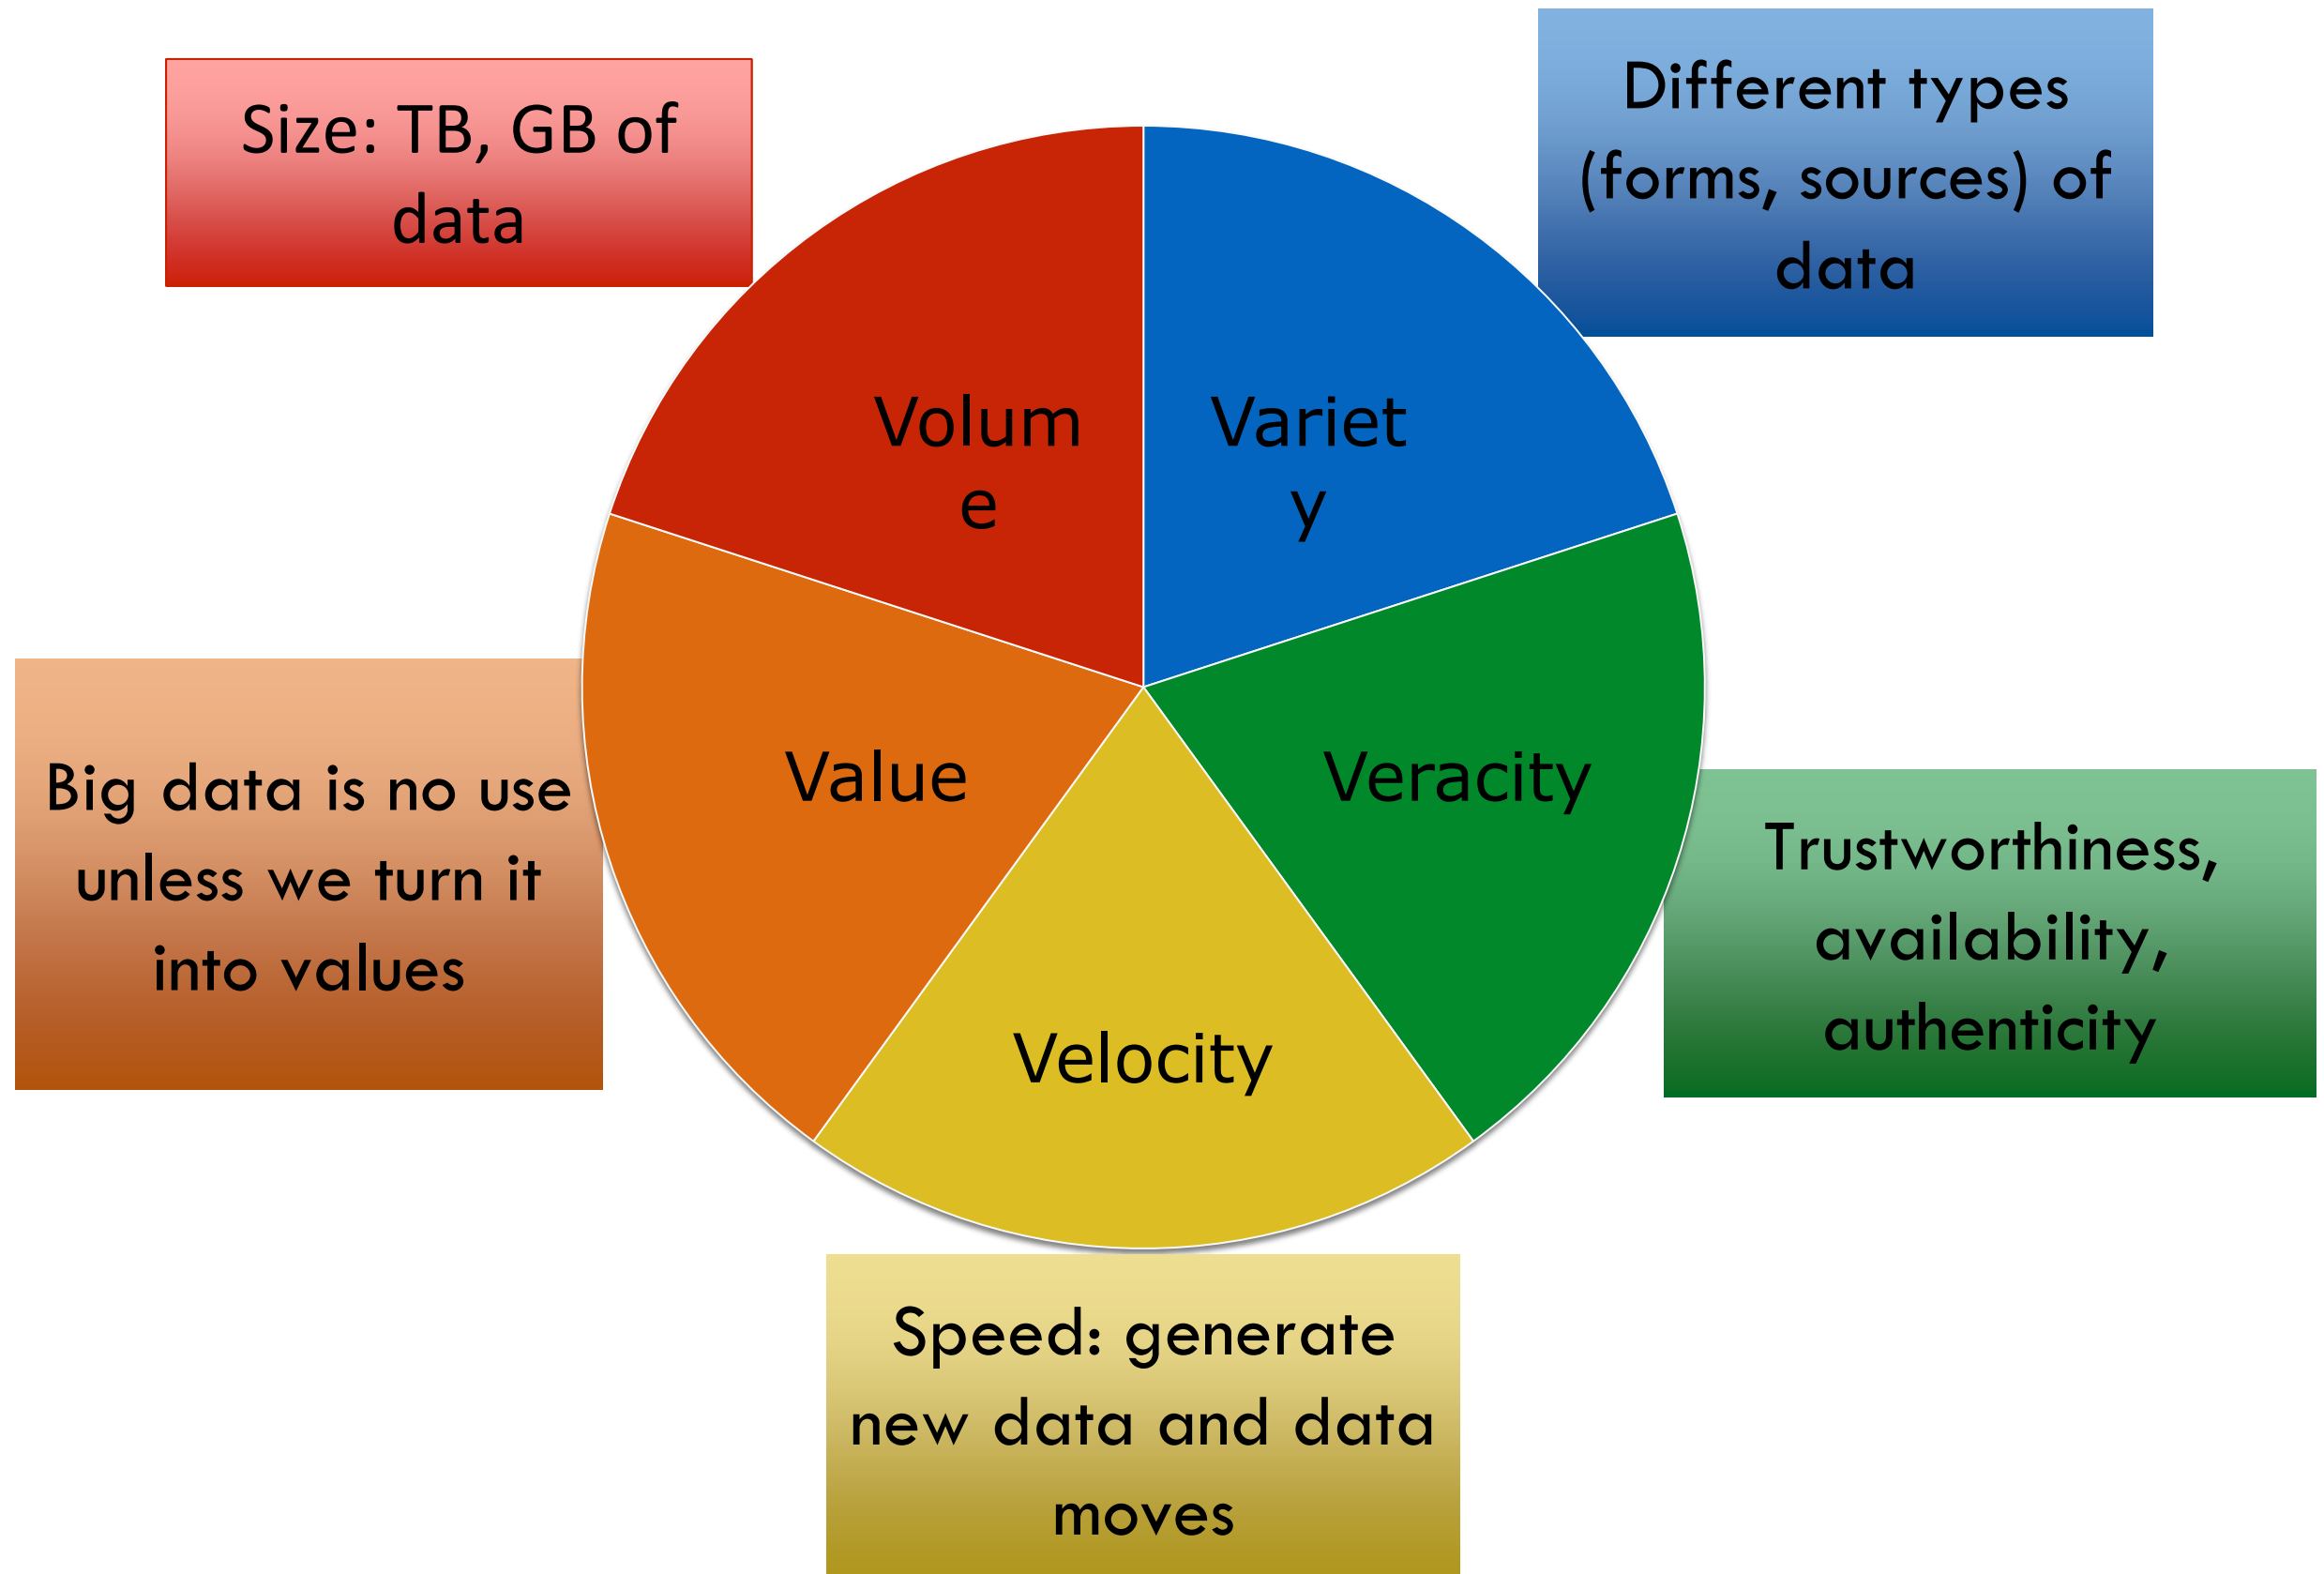 Size: TB, GB of
data
Different types
(forms, sources) of
data
Volum
e
Variet
y
Value
Veracity
Velocity
Big data is no use
unless we turn it
into values
Trustworthines,
availability,
authenticity
Speed: generate
new data and data
moves